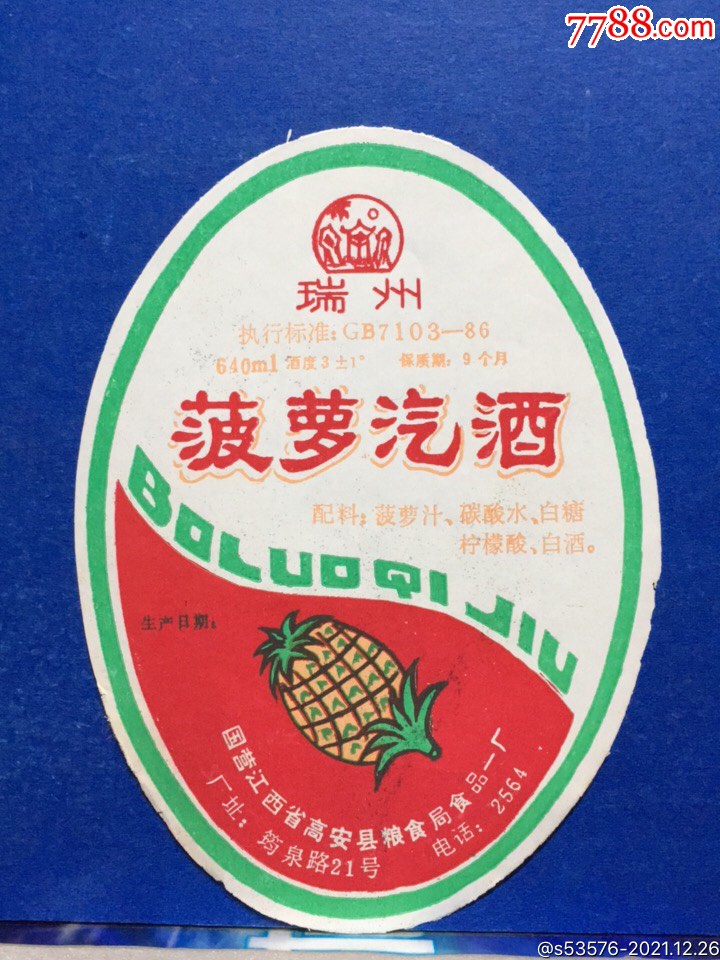 7788.com
瑞
执行标准:GB7103—86
640ml 酒度3±1° 保质期:9个月
菠萝汽酒
配料:菠萝汁、碳酸水、白糖
柠檬酸、白酒。
BOLUO QI JIU
生产日期:
国营江西省高安县粮食局食品一厂
厂址:筠泉路21号 电话:2564
@s53576-2021.12.26